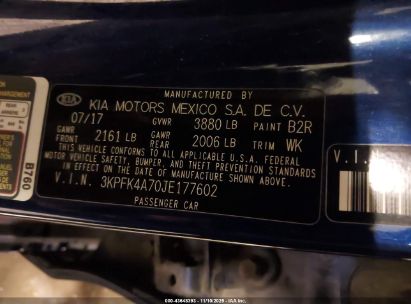 MANUFACTURED BY
KIA KIA MOTORS MEXICO S.A. DE C.V.
07/17 GVWR 3880 LB PAINT B2R
GAWR FRONT 2161 LB GAWR REAR 2006 LB TRIM WK
THIS VEHICLE CONFORMS TO ALL APPLICABLE U.S.A. FEDERAL
MOTOR VEHICLE SAFETY, BUMPER, AND THEFT PREVENTION STANDARDS
IN EFFECT ON THE DATE OF MANUFACTURE SHOWN ABOVE.
V.I.N. 3KPFK4A70JE177602
PASSENGER CAR
B760
V.I.